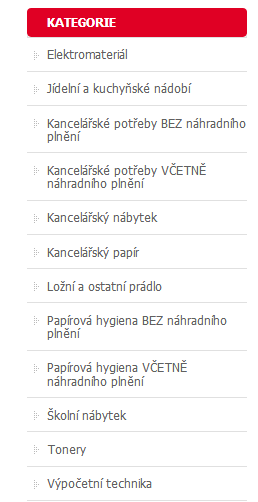 KATEGORIE
Elektromateriál
Jídelní a kuchyňské nádobí
Kancelářské potřeby BEZ náhradního
plnění
Kancelářské potřeby VČETNĚ
náhradního plnění
Kancelářský nábytek
Kancelářský papír
Ložní a ostatní prádlo
Papírová hygiena BEZ náhradního
plnění
Papírová hygiena VČETNĚ
náhradního plnění
Školní nábytek
Tonery
Výpočetní technika